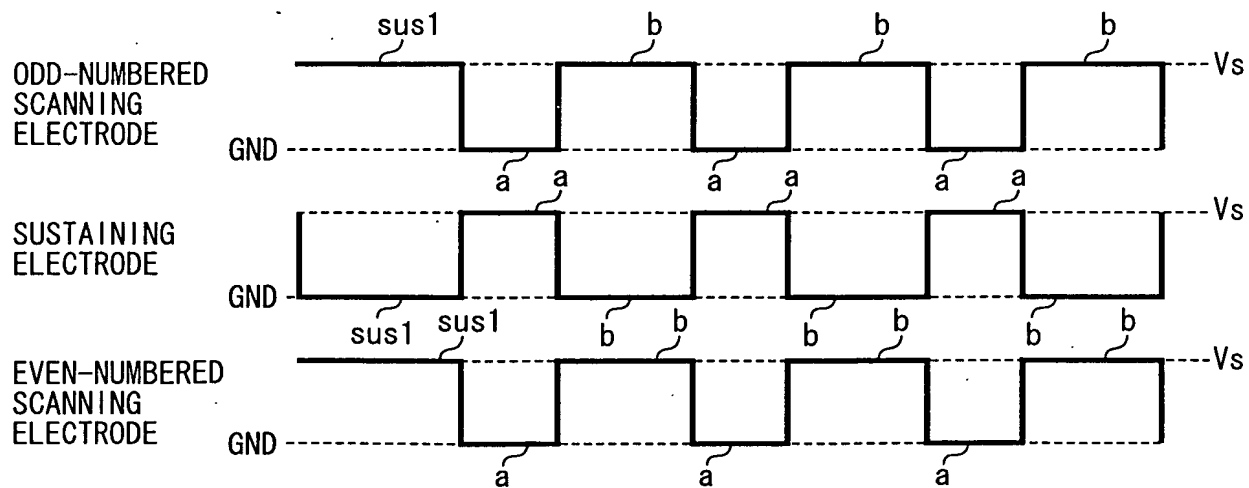 sus1 b b b
ODD-NUMBERED
SCANNING
ELECTRODE
Vs
GND
a a a
a a a
SUSTAINING
ELECTRODE
Vs
GND
sus1 b b b
sus1 b b b
EVEN-NUMBERED
SCANNING
ELECTRODE
Vs
GND
a a a